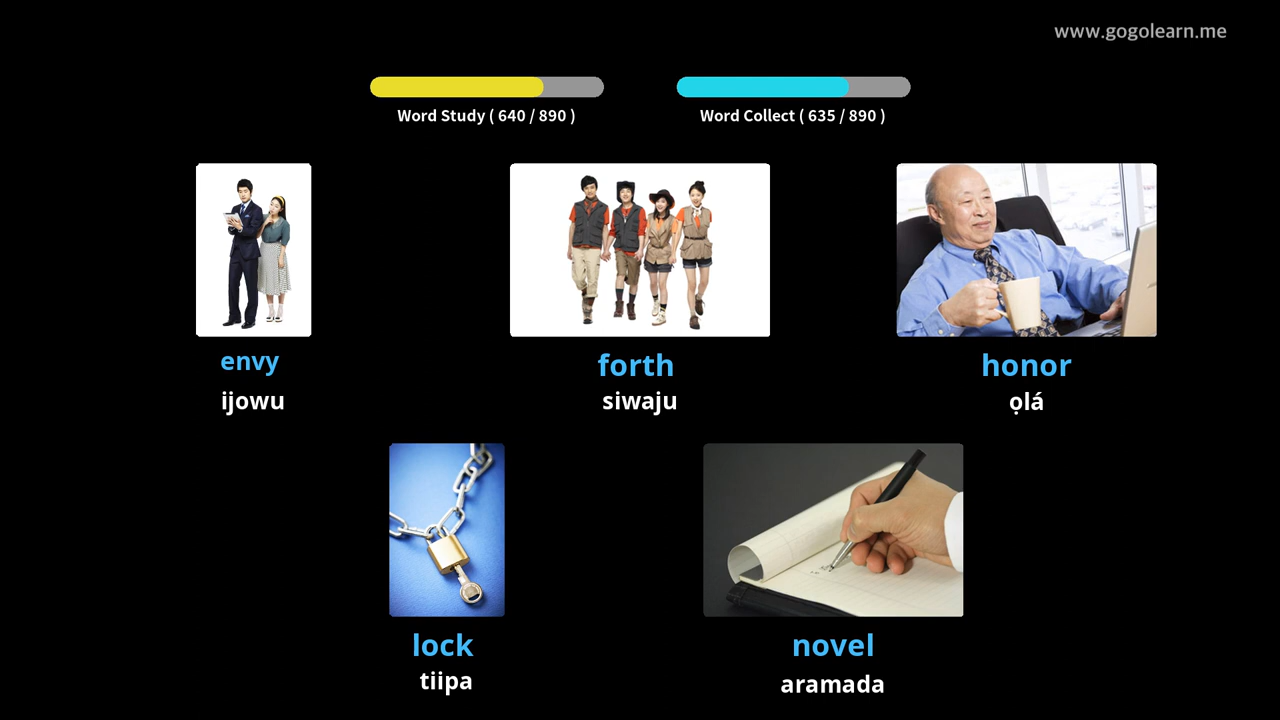 www.gogolearn.me
Word Study ( 640 / 890 )
Word Collect ( 635 / 890 )
envy
ijowu
forth
siwaju
honor
ọlá
lock
tiipa
novel
aramada